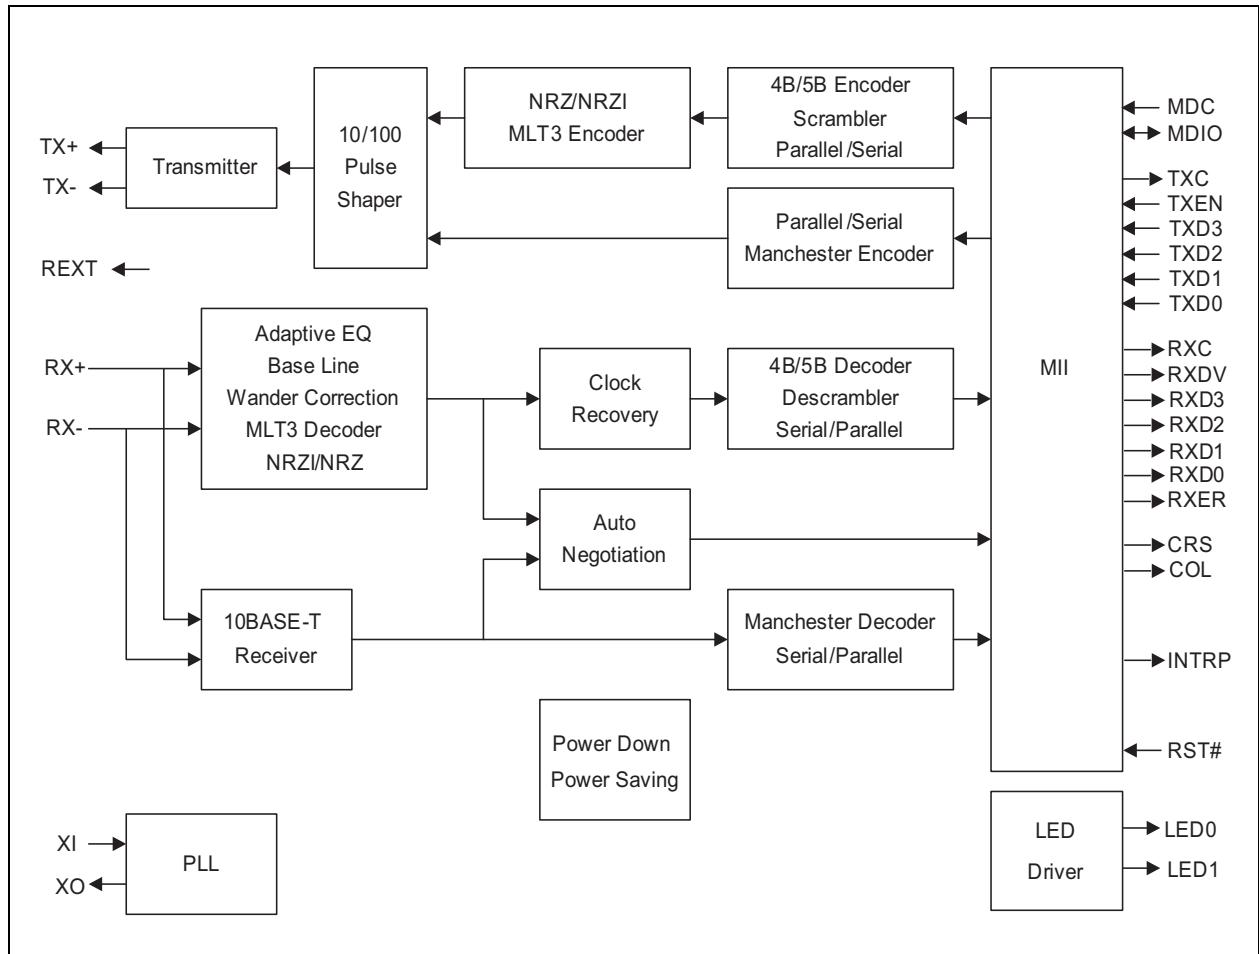 TX+
TX-
REXT
RX+
RX-
XI
XO
Transmitter
10/100
Pulse
Shaper
NRZ/NRZI
MLT3 Encoder
4B/5B Encoder
Scrambler
Parallel/Serial
Parallel/Serial
Manchester Encoder
Adaptive EQ
Base Line
Wander Correction
MLT3 Decoder
NRZI/NRZ
Clock
Recovery
4B/5B Decoder
Descrambler
Serial/Parallel
Auto
Negotiation
10BASE-T
Receiver
Manchester Decoder
Serial/Parallel
Power Down
Power Saving
PLL
MII
LED
Driver
MDC
MDIO
TXC
TXEN
TXD3
TXD2
TXD1
TXD0
RXC
RXDV
RXD3
RXD2
RXD1
RXD0
RXER
CRS
COL
INTRP
RST#
LED0
LED1